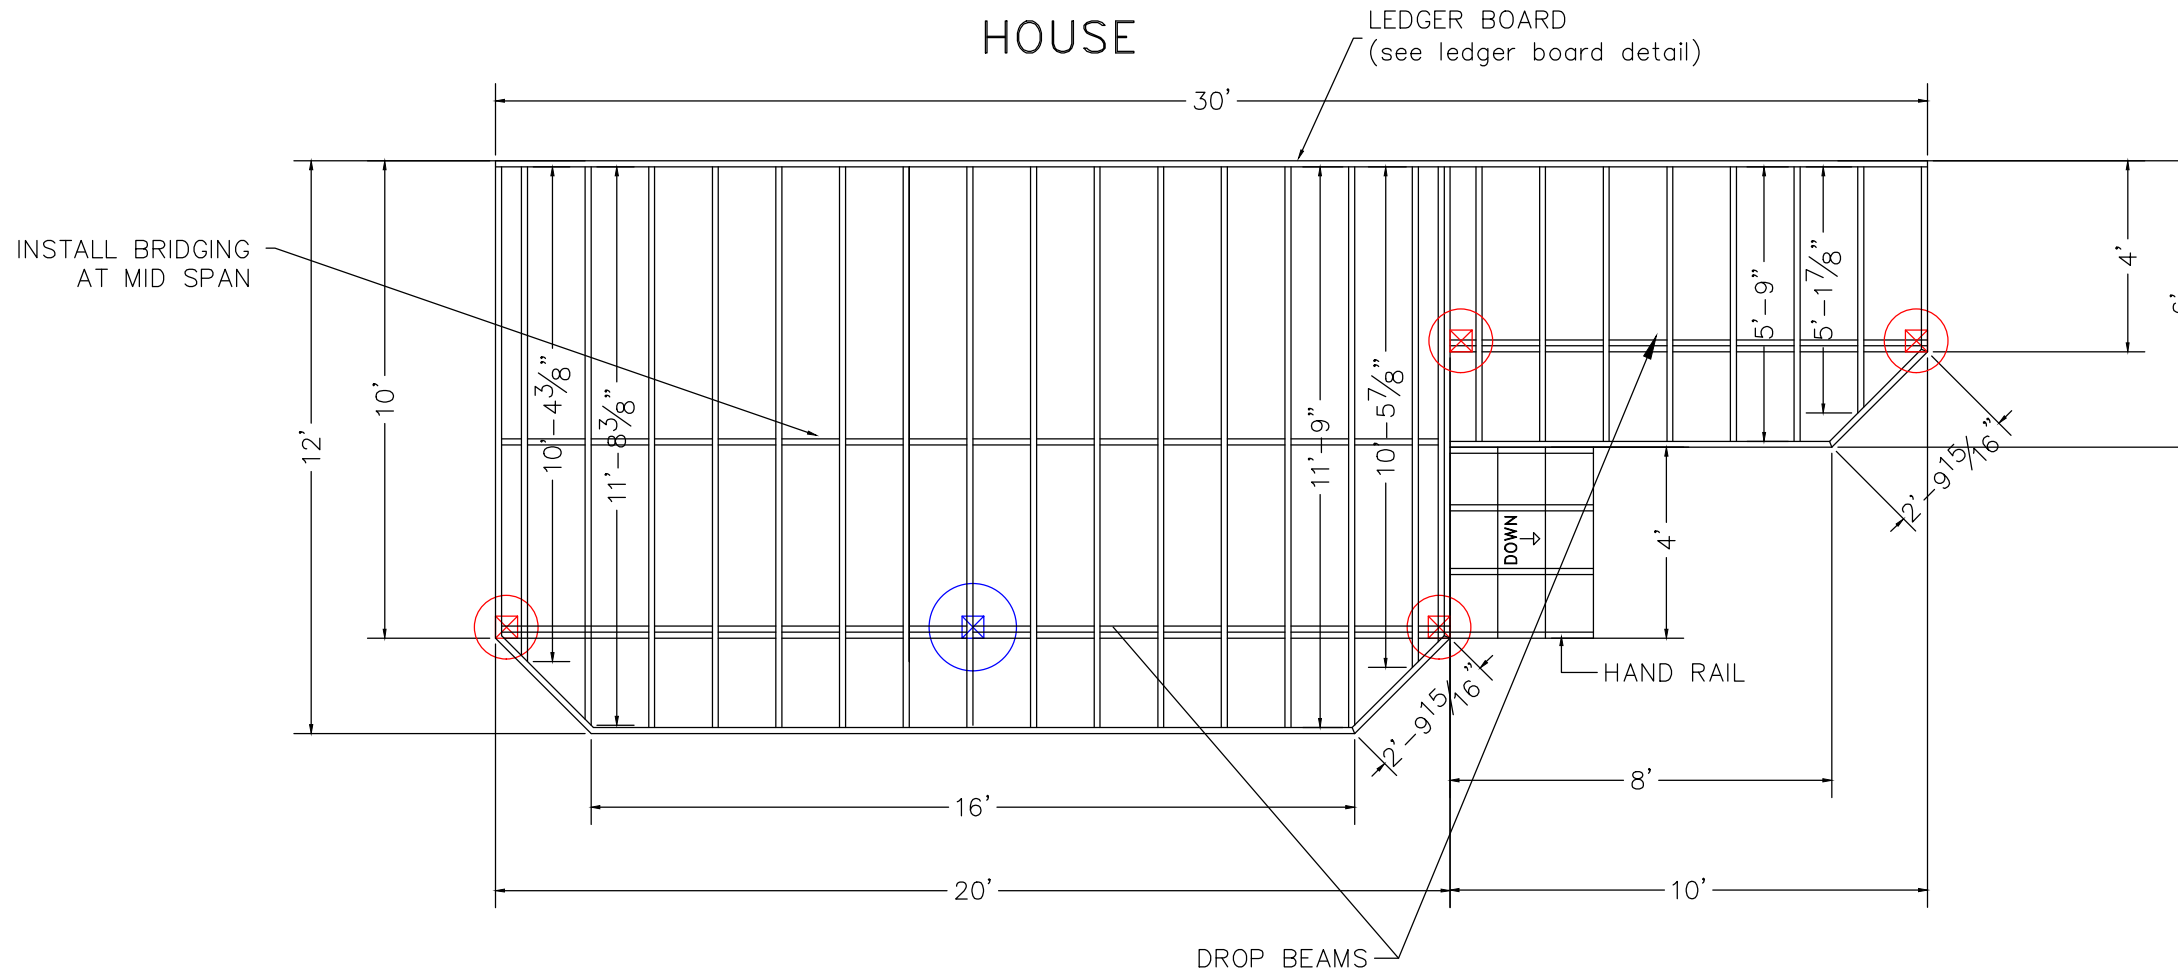 HOUSE
LEDGER BOARD
(see ledger board detail)
30'
INSTALL BRIDGING
AT MID SPAN
12'
10'
10'-4 3/8"
11'-8 3/8"
11'-9"
10'-5 7/8"
5'-9"
5'-1 7/8"
4'
2'-9 15/16"
DOWN
4'
HAND RAIL
2'-9 15/16"
16'
8'
20'
10'
DROP BEAMS